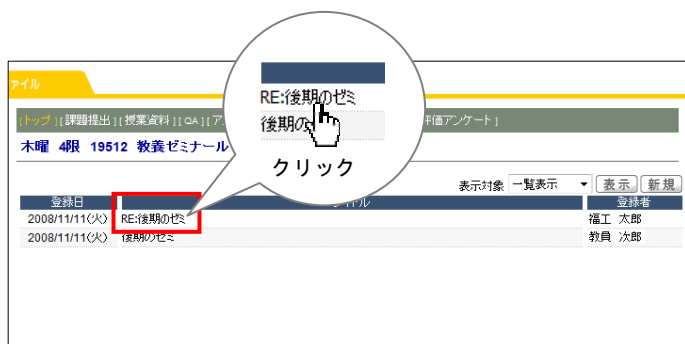 ァイル
[トップ][課題提出][授業資料][QA][ア
評価アンケート]
木曜 4限 19512 教養ゼミナール
RE:後期のゼミ
後期の
クリック
表示対象 一覧表示 表示 新規
登録日 トル 登録者
2008/11/11(火) RE:後期のゼミ 福工 太郎
2008/11/11(火) 後期のゼミ 教員 次郎